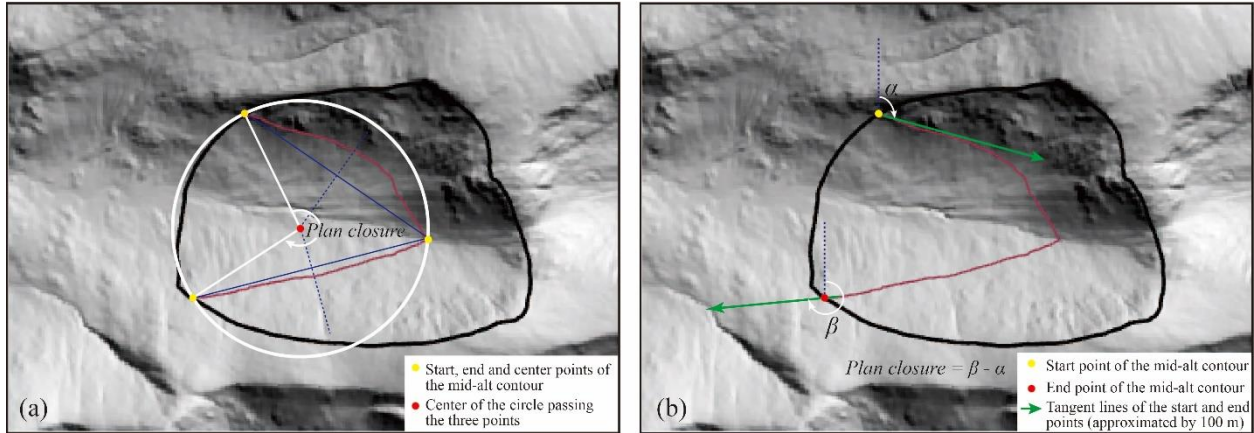 Plan closure
Start, end and center points of
the mid-alt contour
Center of the circle passing
the three points
(a)
α
β
Plan closure = β - α
Start point of the mid-alt contour
End point of the mid-alt contour
Tangent lines of the start and end
points (approximated by 100 m)
(b)